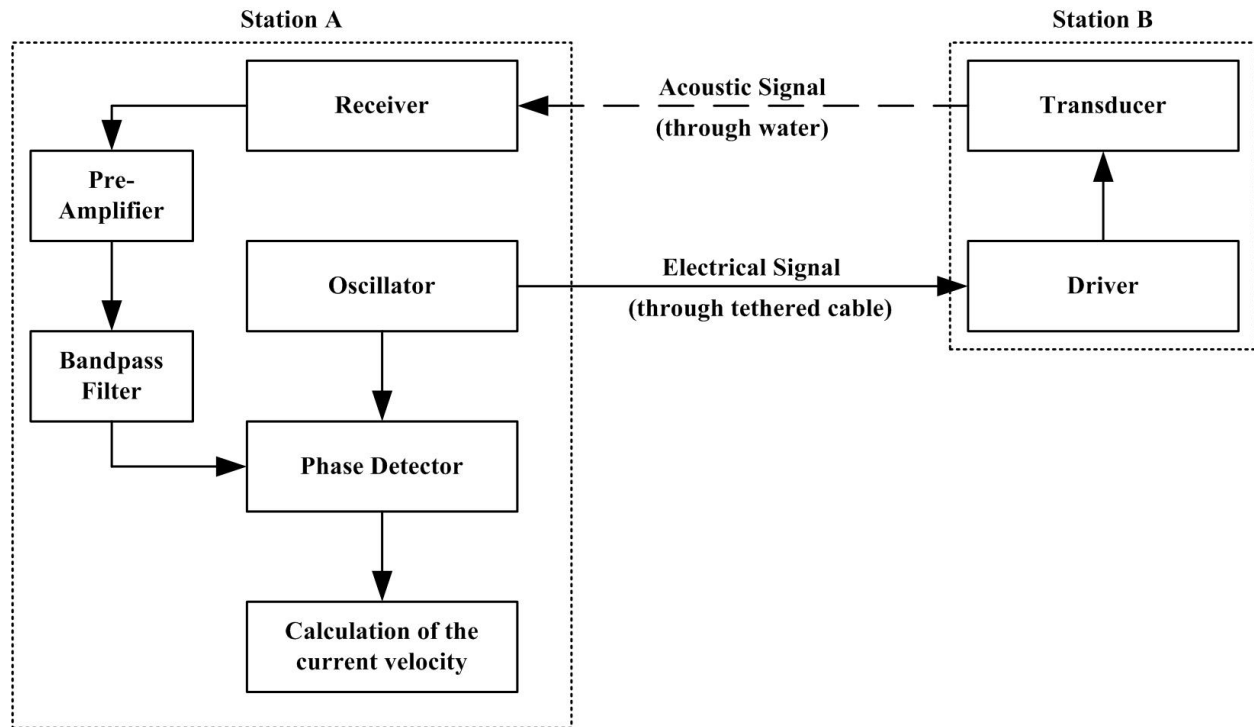 Station A
Station B
Receiver
Acoustic Signal
(through water)
Transducer
Pre-
Amplifier
Oscillator
Electrical Signal
(through tethered cable)
Driver
Bandpass
Filter
Phase Detector
Calculation of the
current velocity